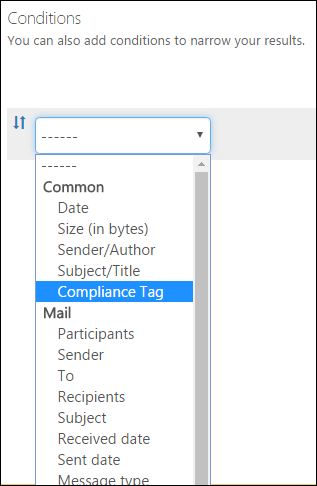 Conditions
You can also add conditions to narrow your results.
------
------
Common
Date
Size (in bytes)
Sender/Author
Subject/Title
Compliance Tag
Mail
Participants
Sender
To
Recipients
Subject
Received date
Sent date
Message type